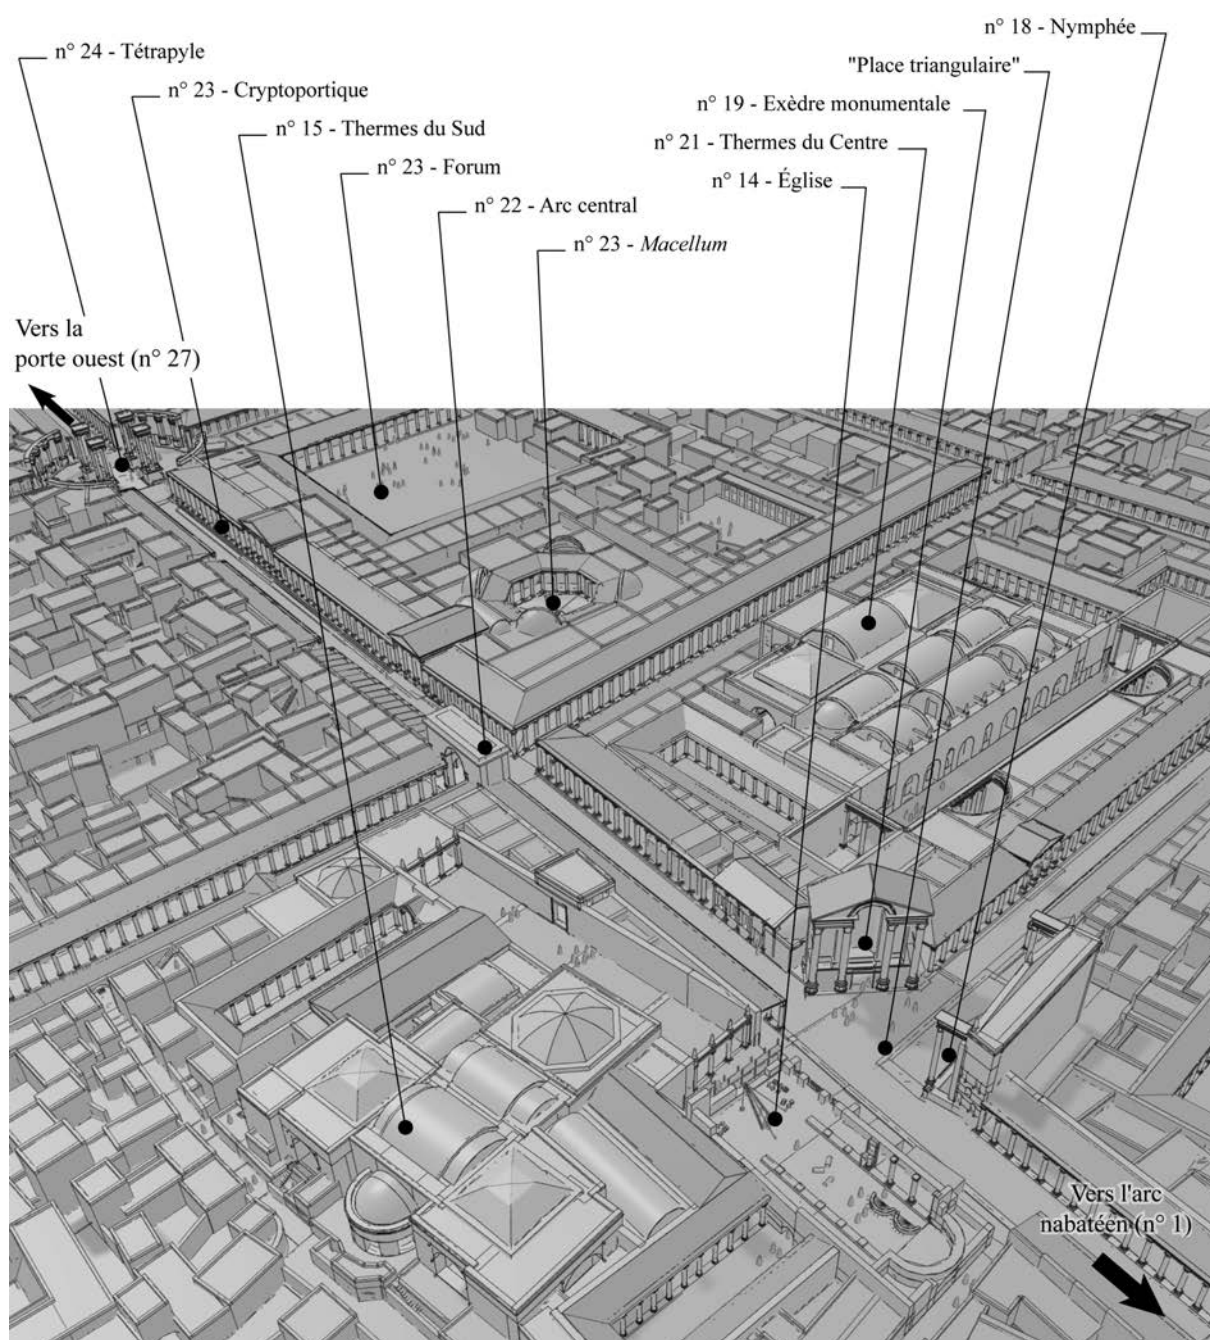 n° 18 - Nymphée
n° 24 - Tétrapyle
"Place triangulaire"
n° 23 - Cryptoportique
n° 19 - Exèdre monumentale
n° 15 - Thermes du Sud
n° 21 - Thermes du Centre
n° 23 - Forum
n° 14 - Église
n° 22 - Arc central
n° 23 - Macellum
Vers la
porte ouest (n° 27)
Vers l'arc
nabatéén (n° 1)